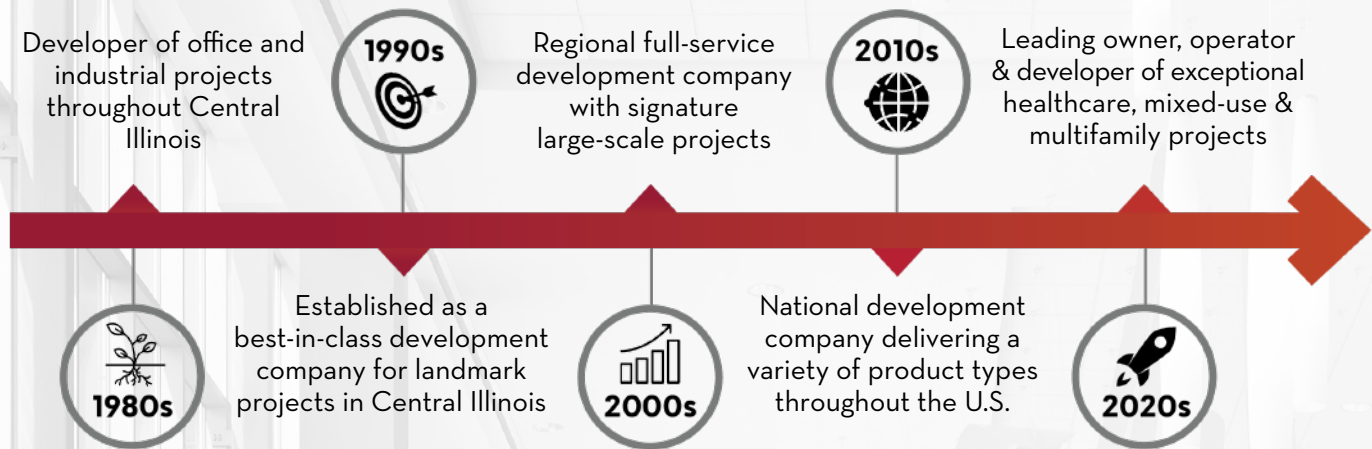 Developer of office and
industrial projects
throughout Central
Illinois
1980s
1990s
Established as a
best-in-class development
company for landmark
projects in Central Illinois
Regional full-service
development company
with signature
large-scale projects
2000s
2010s
National development
company delivering a
variety of product types
throughout the U.S.
Leading owner, operator
& developer of exceptional
healthcare, mixed-use &
multifamily projects
2020s